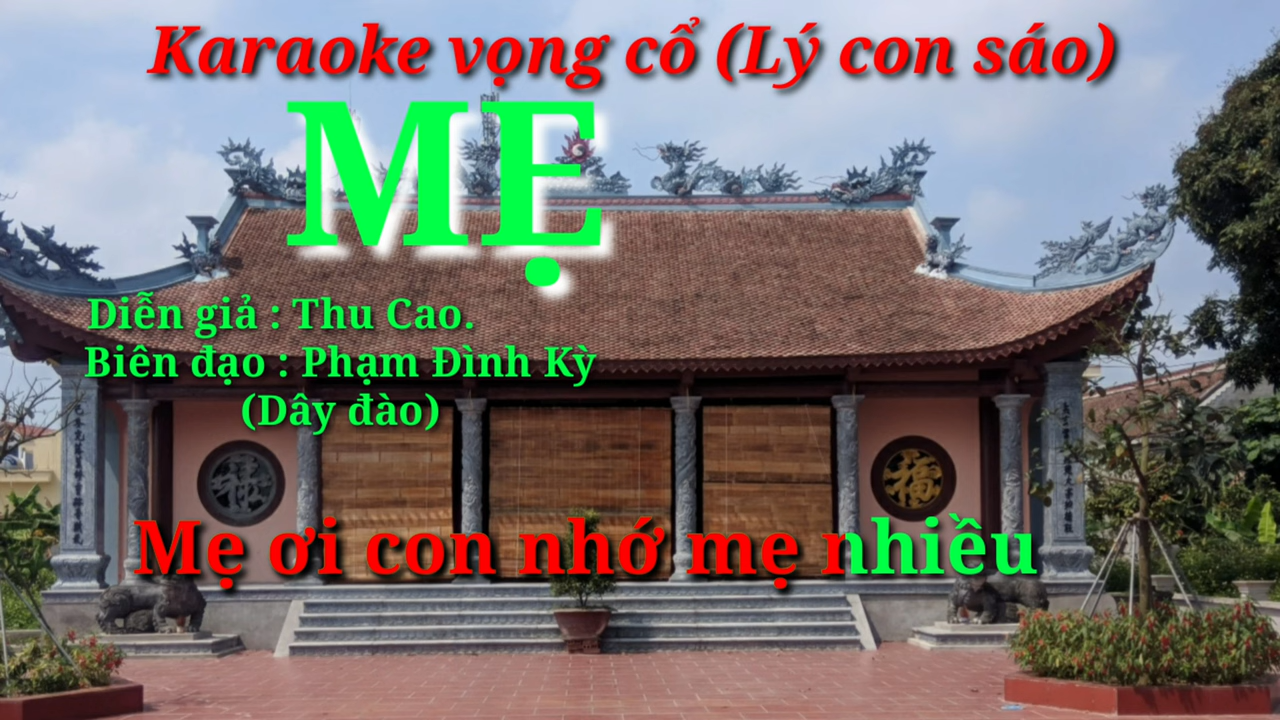 Karaoke vọng cổ (Lý con sáo)
MẸ
Diễn giả : Thu Cao.
Biên đạo : Phạm Đình Kỳ
(Dây đào)
福
Mẹ ơi con nhớ mẹ nhiều